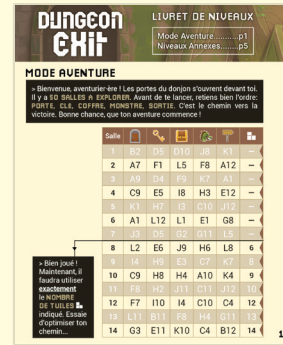 DUNGEON
EXIT
LIVRET DE NIVEAUX
Mode Aventure..........p1
Niveaux Annexes.......p5
MODE AVENTURE
> Bienvenue, aventurier·ère ! Les portes du donjon s'ouvrent devant toi.
Il y a 50 SALLES À EXPLORER. Avant de te lancer, retiens bien l'ordre:
PORTE, CLÉ, COFFRE, MONSTRE, SORTIE. C'est le chemin vers la
victoire. Bonne chance, que ton aventure commence !
Salle
1 B2 D5 D10 J8 K1 –
2 A7 F1 L5 F8 A12 –
3 A9 D4 F9 K7 A1 –
4 C9 E5 I8 H3 E12 –
5 K1 H7 I3 C10 J12 –
6 A1 L12 L1 E1 G8 –
7 J3 D5 G2 G11 L5 –
8 L2 E6 J9 H6 L8 6
9 I4 H9 E3 C7 K7 8
10 C9 H8 H4 A10 K4 9
11 F8 H2 J11 C11 J12 10
12 F7 I10 I4 C10 C4 12
13 L11 B11 F8 H4 G11 13
14 G3 E11 K10 C4 B12 14
> Bien joué !
Maintenant, il
faudra utiliser
exactement
le NOMBRE
DE TUILES
indiqué. Essaie
d'optimiser ton
chemin...
1